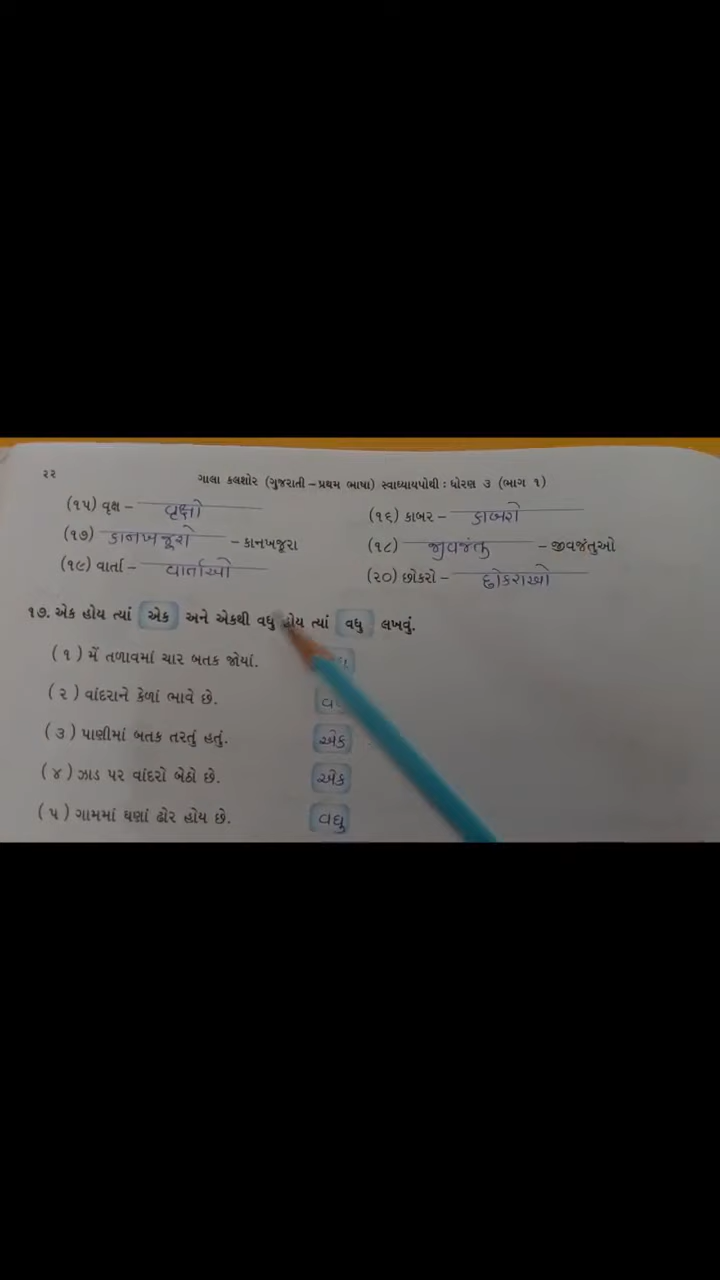 ૨૨
ગાલા કલશોર (ગુજરાતી – પ્રથમ ભાષા) સ્વાધ્યાયપોથી : ધોરણ ૩ (ભાગ ૧)
(૧૫) વૃક્ષ – વૃક્ષો (૧૬) કાબર – કાબરો
(૧૭) કાનખજૂરો – કાનખજૂરા (૧૮) જીવજંતુ – જીવજંતુઓ
(૧૯) વાર્તા – વાર્તાઓ (૨૦) છોકરો – છોકરાઓ
૧૭. એક હોય ત્યાં એક અને એકથી વધુ હોય ત્યાં વધુ લખવું.
(૧) મેં તળાવમાં ચાર બતક જોયાં.
(૨) વાંદરાને કેળાં ભાવે છે.
(૩) પાણીમાં બતક તરતું હતું. એક
(૪) ઝાડ પર વાંદરો બેઠો છે. એક
(૫) ગામમાં ઘણાં ઢોર હોય છે. વધુ